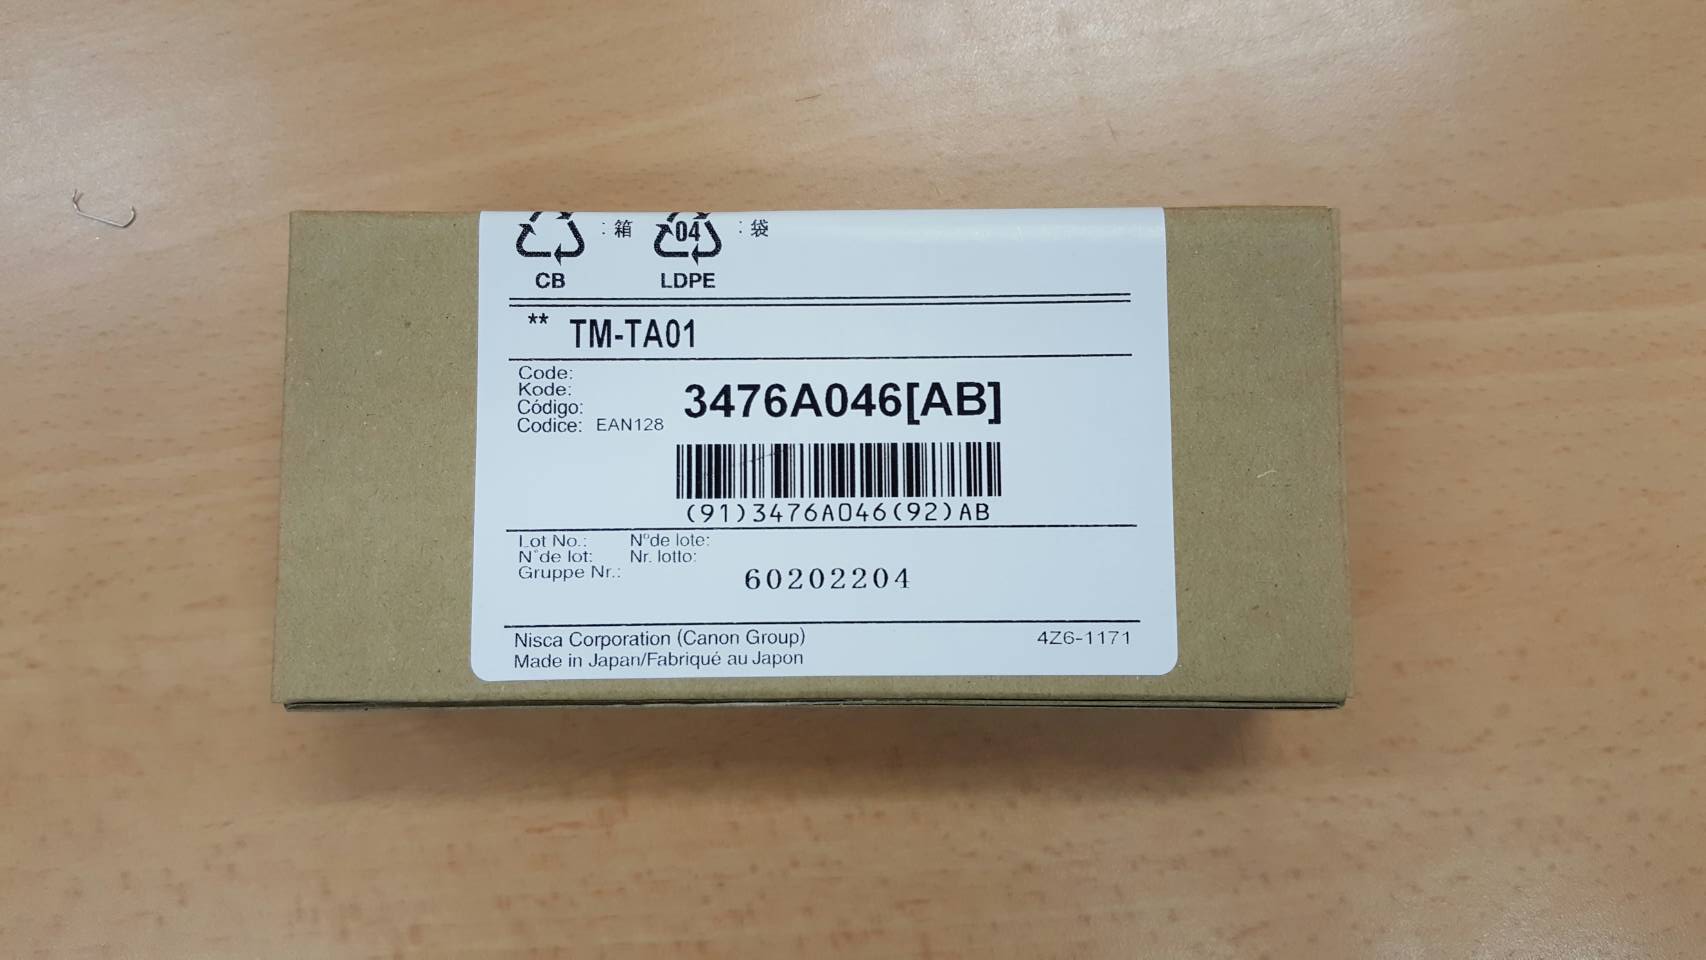 :箱 04 :袋
CB LDPE
** TM-TA01
Code:
Kode:
Código:
Codice: EAN128
3476A046[AB]
(91)3476A046(92)AB
Lot No.: Nºde lote:
N°de lot: Nr. lotto:
Gruppe Nr.:
60202204
Nisca Corporation (Canon Group) 4Z6-1171
Made in Japan/Fabriqué au Japon